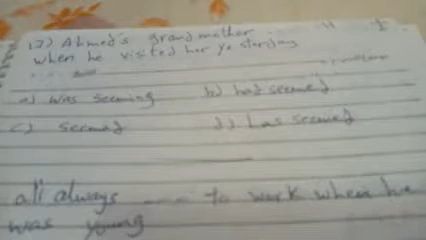 17) Ahmed's grandmother
when he visited her yesterday
a) was seeming b) had seemed
c) seemed d) has seemed
ali always .... to work when he
was young